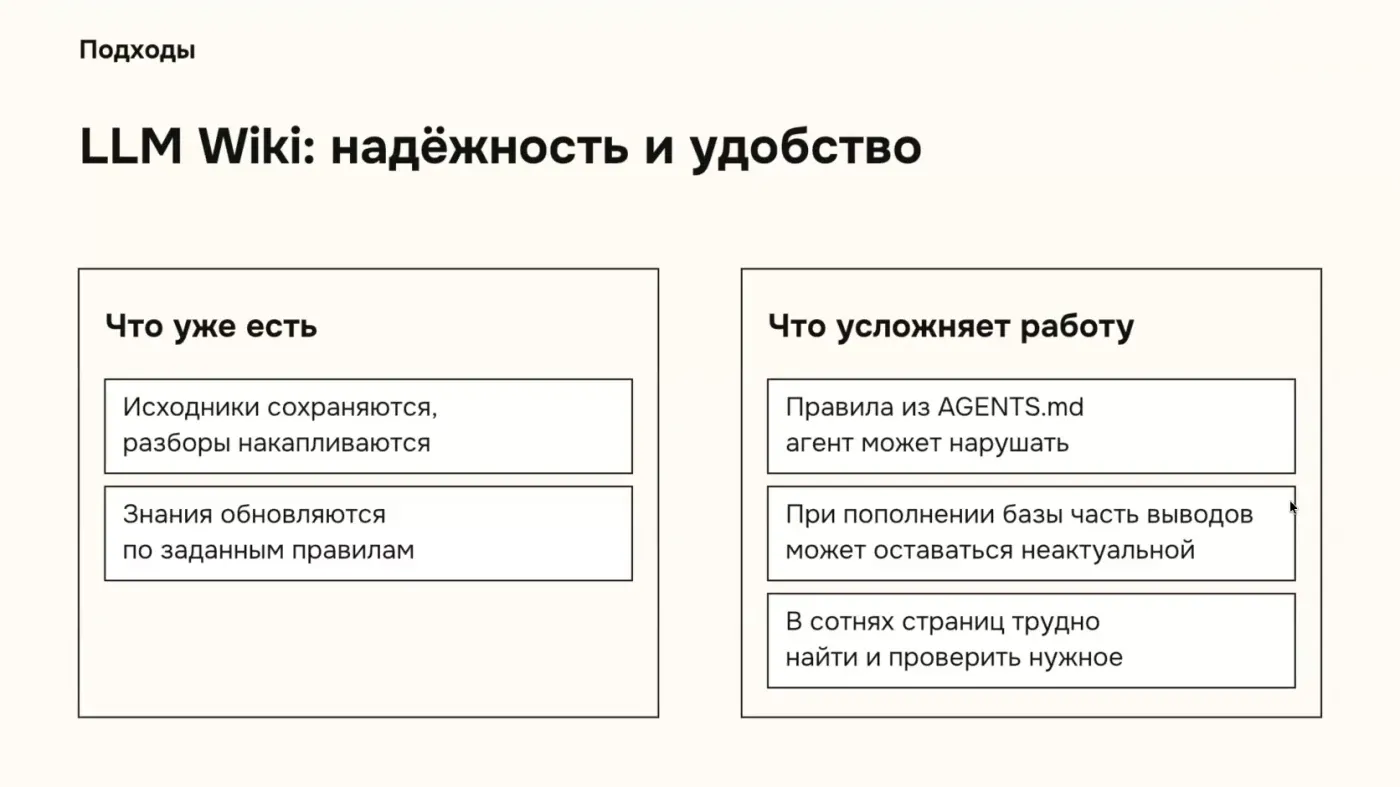 Подходы
LLM Wiki: надёжность и удобство
Что уже есть
Исходники сохраняются,
разборы накапливаются
Знания обновляются
по заданным правилам
Что усложняет работу
Правила из AGENTS.md
агент может нарушать
При пополнении базы часть выводов
может оставаться неактуальной
В сотнях страниц трудно
найти и проверить нужное